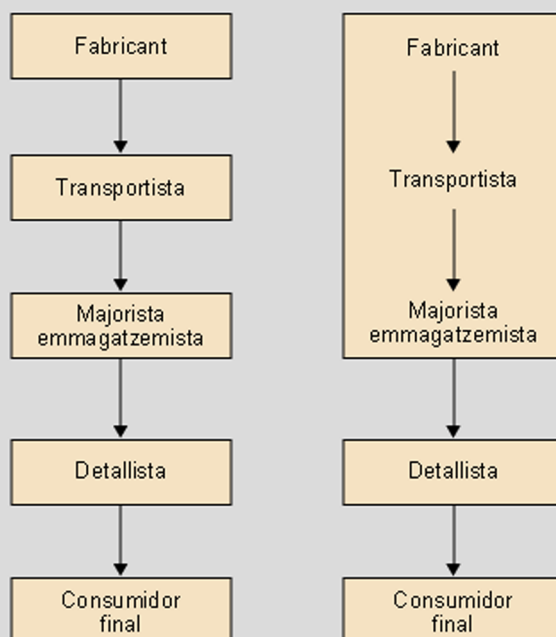 Fabricant
Transportista
Majorista
emmagatzemista
Detallista
Consumidor
final
Fabricant
Transportista
Majorista
emmagatzemista
Detallista
Consumidor
final